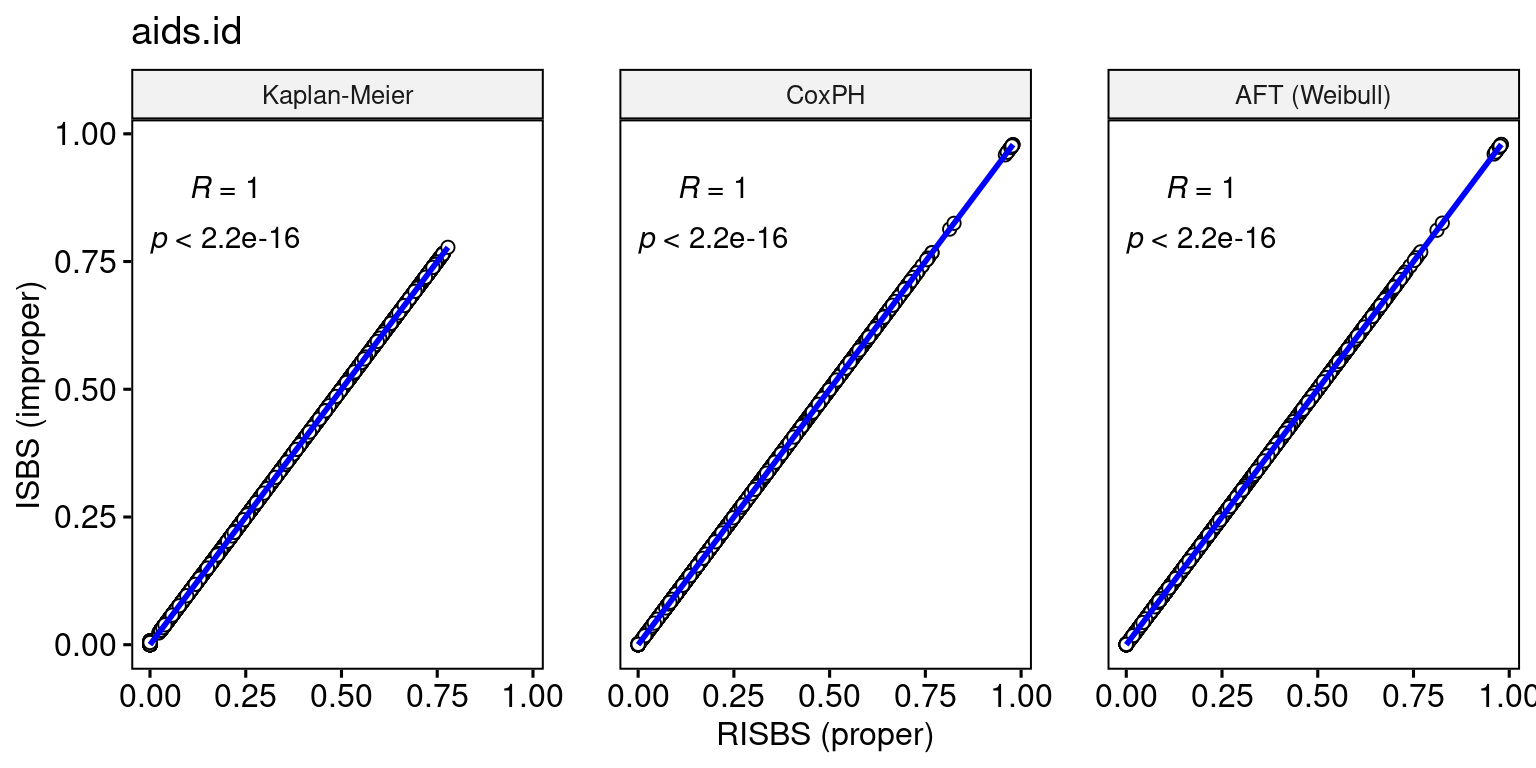 aids.id
Kaplan-Meier CoxPH AFT (Weibull)
1.00
0.75
0.50
0.25
0.00
ISBS (improper)
R = 1 R = 1 R = 1
p < 2.2e-16 p < 2.2e-16 p < 2.2e-16
0.00 0.25 0.50 0.75 1.00 0.00 0.25 0.50 0.75 1.00 0.00 0.25 0.50 0.75 1.00
RISBS (proper)